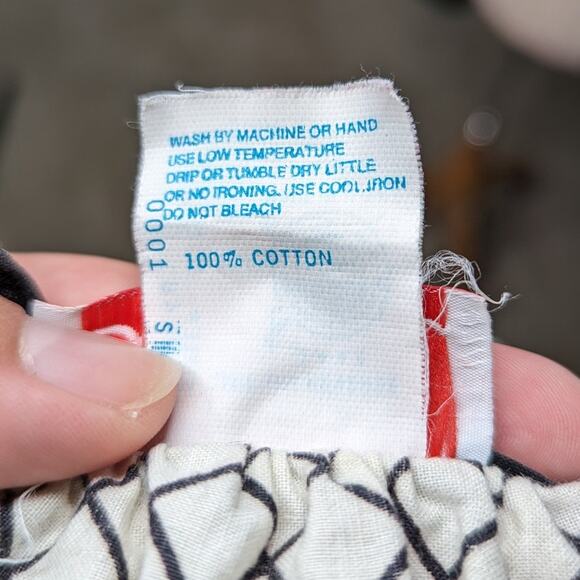 WASH BY MACHINE OR HAND
USE LOW TEMPERATURE
DRIP OR TUMBLE DRY LITTLE
OR NO IRONING. USE COOL IRON
DO NOT BLEACH
100% COTTON
0001
S